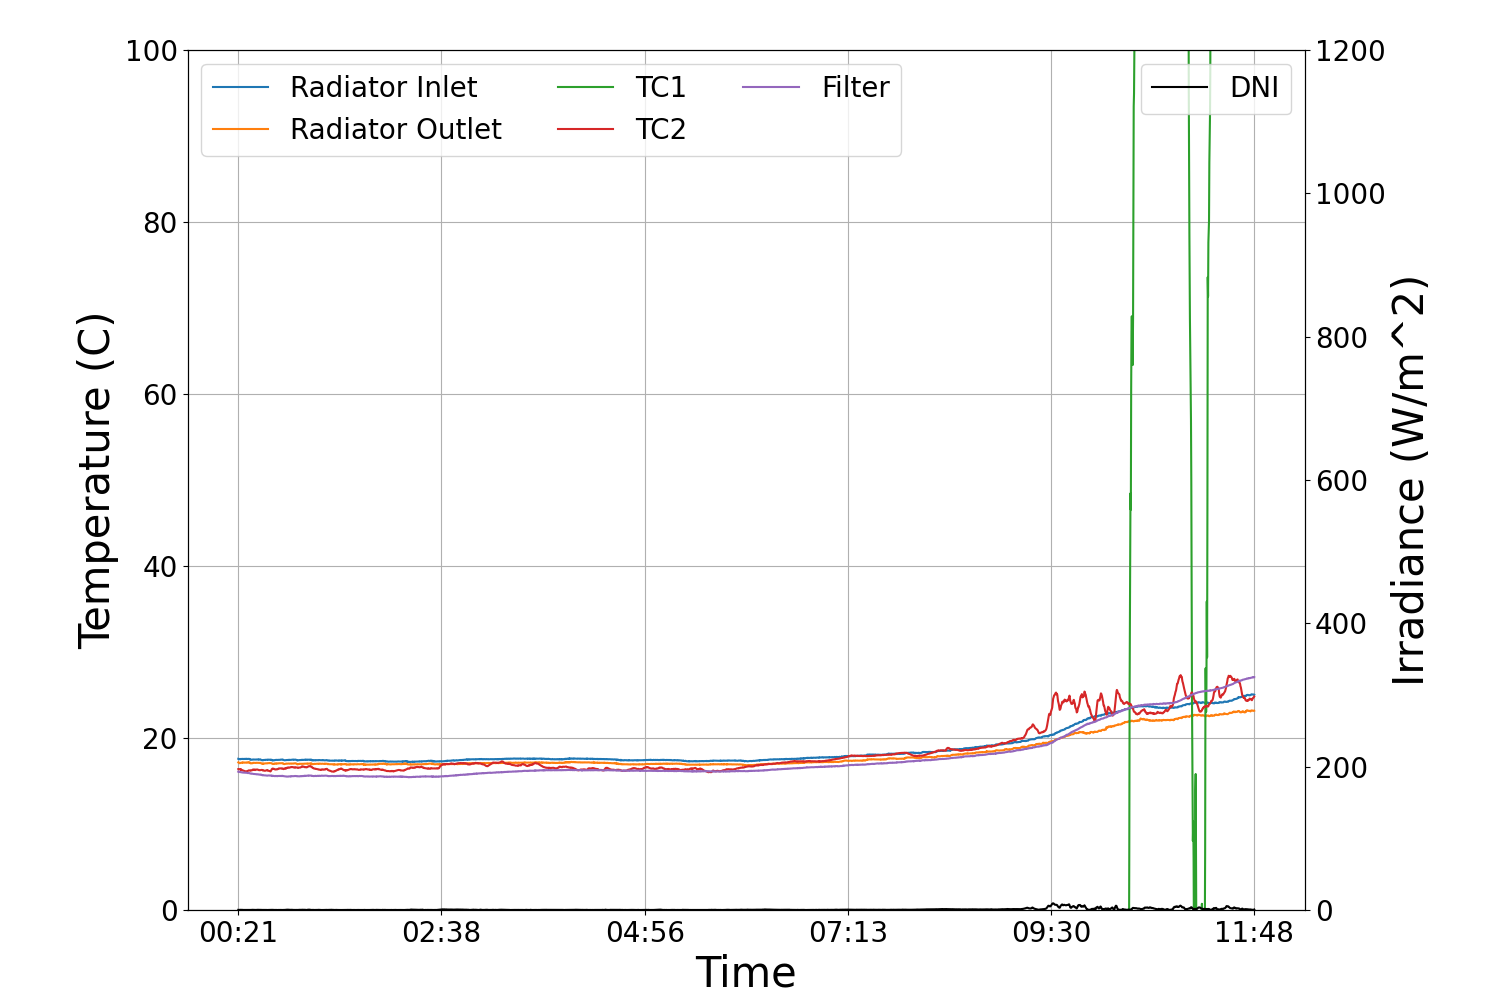 100
80
60
40
20
0
Temperature (C)
Radiator Inlet
Radiator Outlet
TC1
TC2
Filter
DNI
1200
1000
800
600
400
200
0
Irradiance (W/m^2)
00:21 02:38 04:56 07:13 09:30 11:48
Time